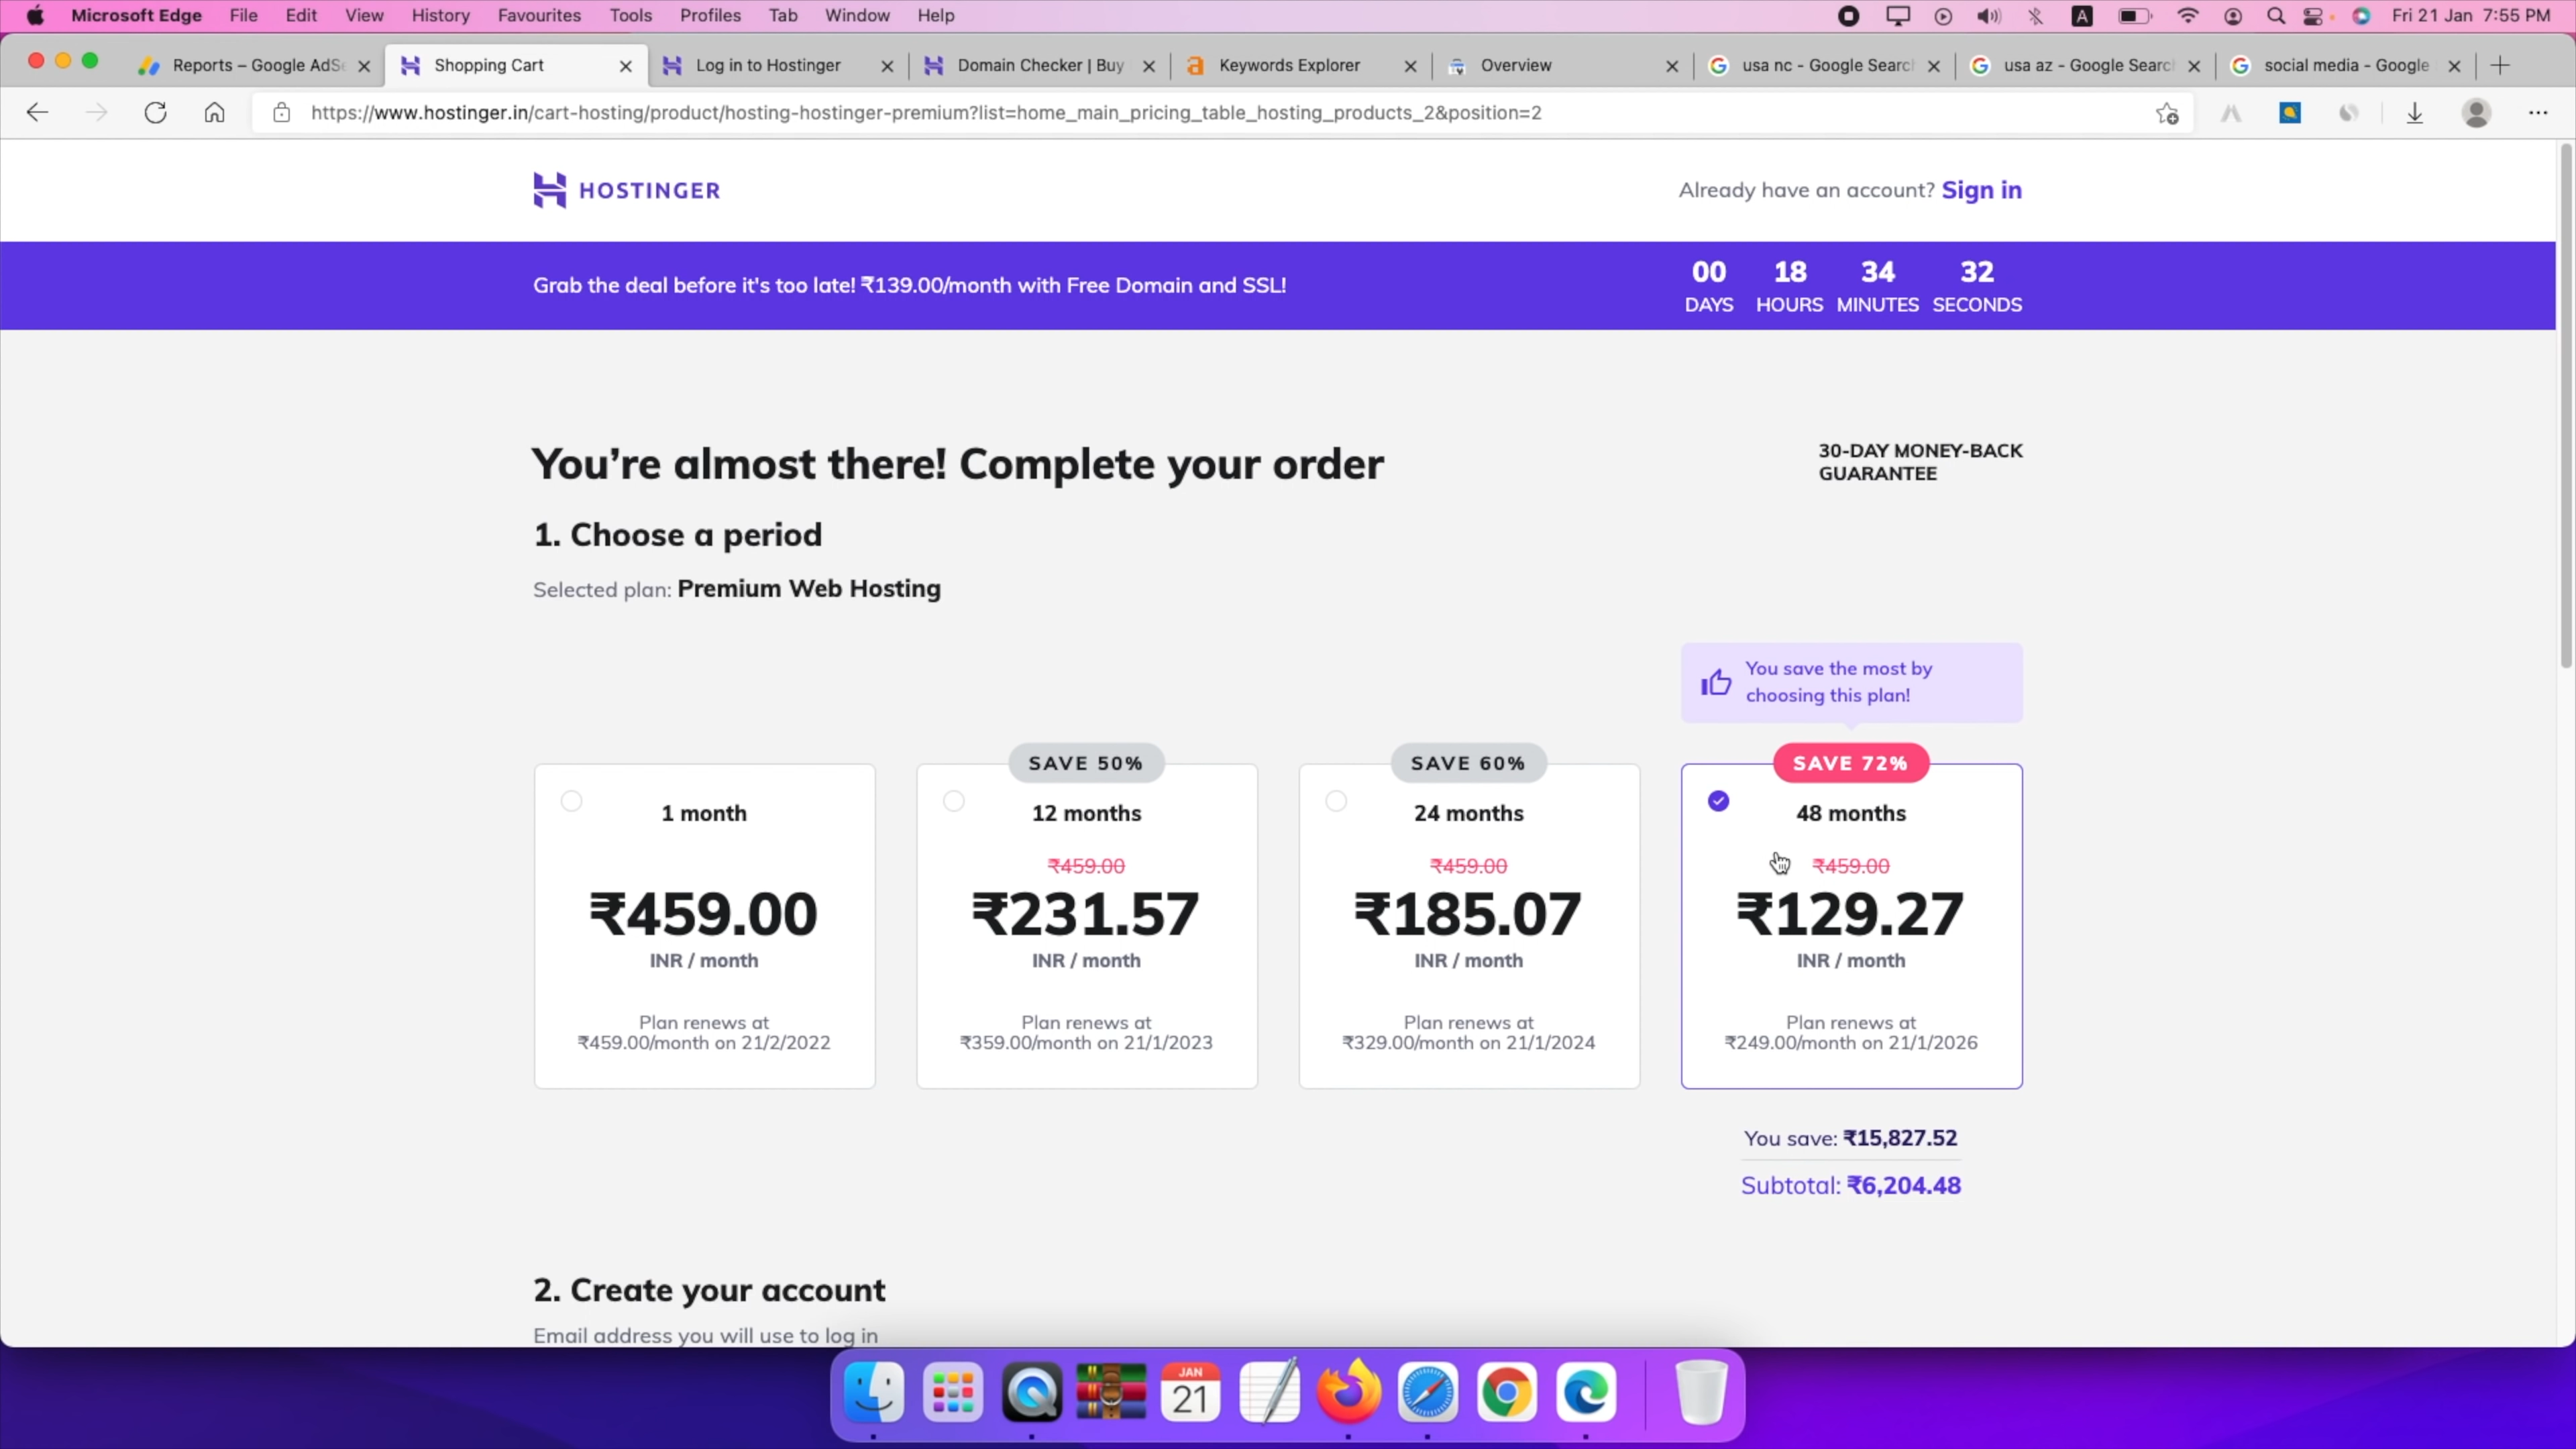 Microsoft Edge File Edit View History Favourites Tools Profiles Tab Window Help A Fri 21 Jan 7:55 PM
Reports – Google AdSe Shopping Cart Log in to Hostinger Domain Checker | Buy a Keywords Explorer Overview usa nc - Google Search usa az - Google Search social media - Google
https://www.hostinger.in/cart-hosting/product/hosting-hostinger-premium?list=home_main_pricing_table_hosting_products_2&position=2
HOSTINGER
Already have an account? Sign in
Grab the deal before it's too late! ₹139.00/month with Free Domain and SSL!
00 18 34 32
DAYS HOURS MINUTES SECONDS
You’re almost there! Complete your order
30-DAY MONEY-BACK
GUARANTEE
1. Choose a period
Selected plan: Premium Web Hosting
You save the most by
choosing this plan!
SAVE 50% SAVE 60% SAVE 72%
1 month 12 months 24 months 48 months
₹459.00 ₹459.00 ₹459.00
₹459.00 ₹231.57 ₹185.07 ₹129.27
INR / month INR / month INR / month INR / month
Plan renews at Plan renews at Plan renews at Plan renews at
₹459.00/month on 21/2/2022 ₹359.00/month on 21/1/2023 ₹329.00/month on 21/1/2024 ₹249.00/month on 21/1/2026
You save: ₹15,827.52
Subtotal: ₹6,204.48
2. Create your account
Email address you will use to log in
JAN
21